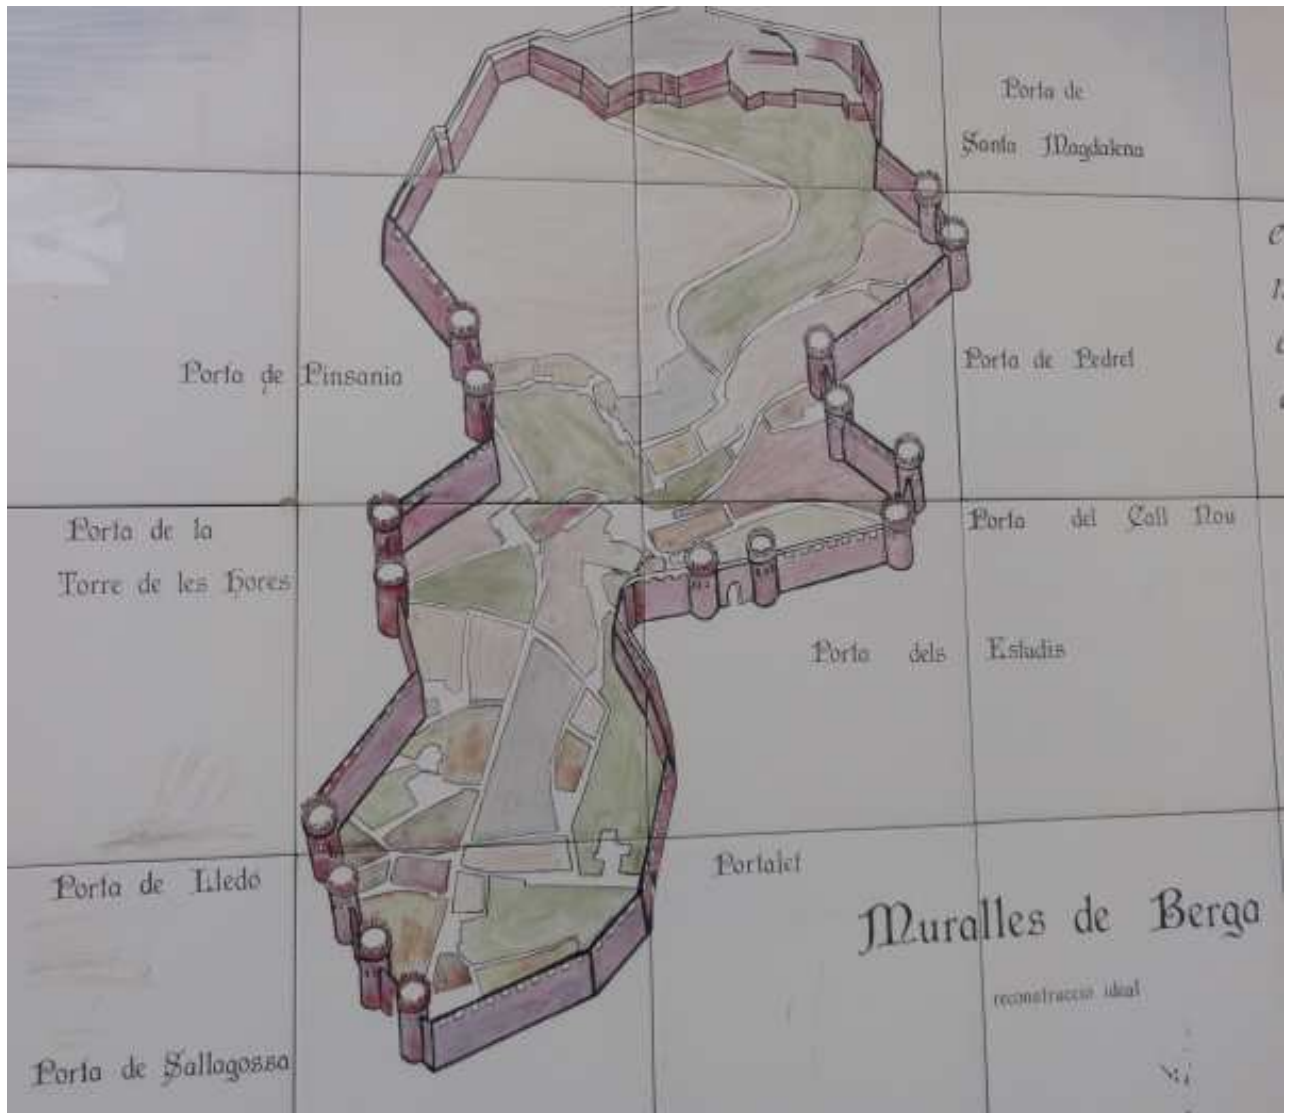 Porta de
Santa Magdalena
Porta de Pinsania
Porta de Pedret
Porta de la
Torre de les Hores
Porta del Call Nou
Porta dels Estudis
Porta de Lledo
Portalet
Muralles de Berga
reconstruccio ideal
Porta de Sallagossa